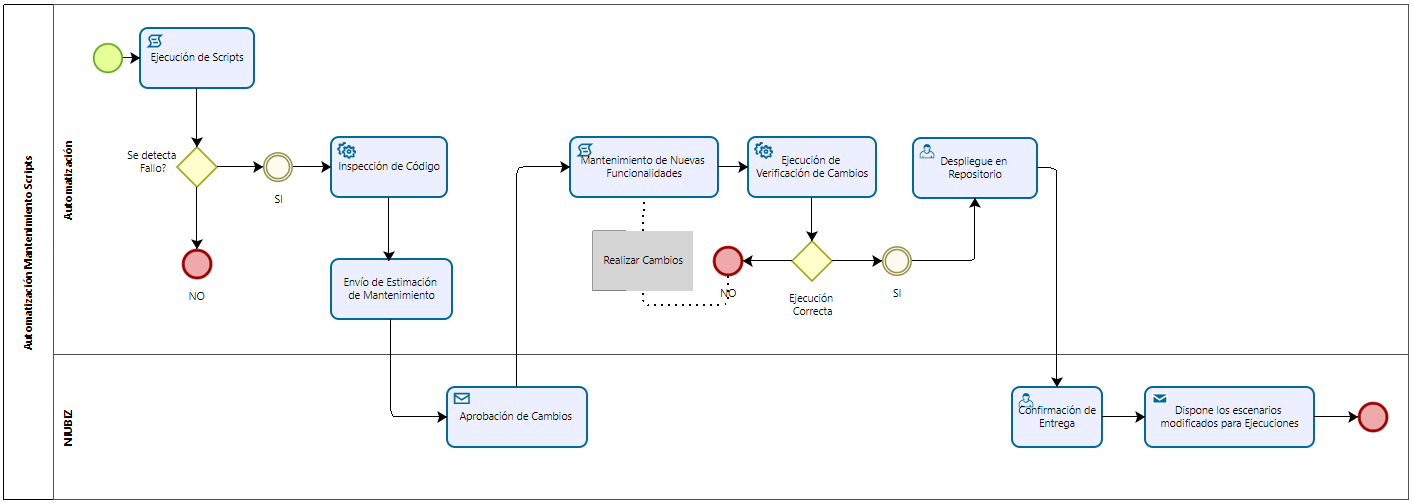 Automatización Mantenimiento Scripts
Automatización
Ejecución de Scripts
Se detecta
Fallo?
NO
SI
Inspección de Código
Envío de Estimación
de Mantenimiento
Mantenimiento de Nuevas
Funcionalidades
Ejecución de
Verificación de Cambios
Despliegue en
Repositorio
Realizar Cambios
NO
Ejecución
Correcta
SI
NIUBIZ
Aprobación de Cambios
Confirmación de
Entrega
Dispone los escenarios
modificados para Ejecuciones